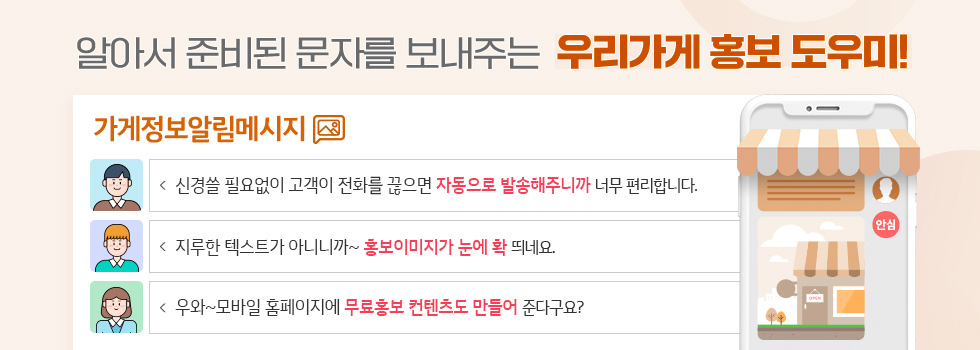 알아서 준비된 문자를 보내주는 우리가게 홍보 도우미!
가게정보알림메시지
신경쓸 필요없이 고객이 전화를 끊으면 자동으로 발송해주니까 너무 편리합니다.
지루한 텍스트가 아니니까~ 홍보이미지가 눈에 확 띄네요.
안심
OPEN
우와~모바일 홈페이지에 무료홍보 컨텐츠도 만들어 준다구요?